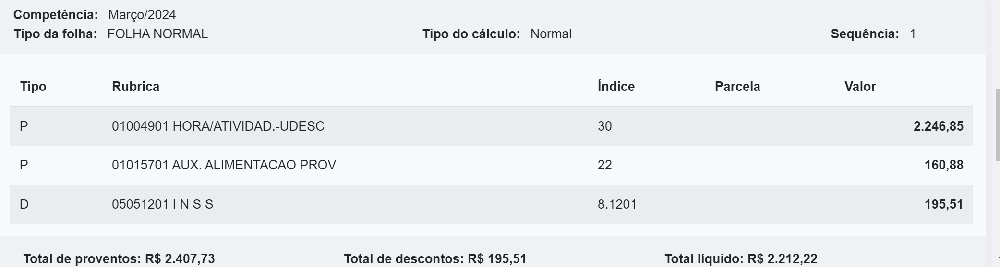 Competência: Março/2024
Tipo da folha: FOLHA NORMAL Tipo do cálculo: Normal Sequência: 1
Tipo Rubrica Índice Parcela Valor
P 01004901 HORA/ATIVIDAD.-UDESC 30 2.246,85
P 01015701 AUX. ALIMENTACAO PROV 22 160,88
D 05051201 I N S S 8.1201 195,51
Total de proventos: R$ 2.407,73 Total de descontos: R$ 195,51 Total líquido: R$ 2.212,22